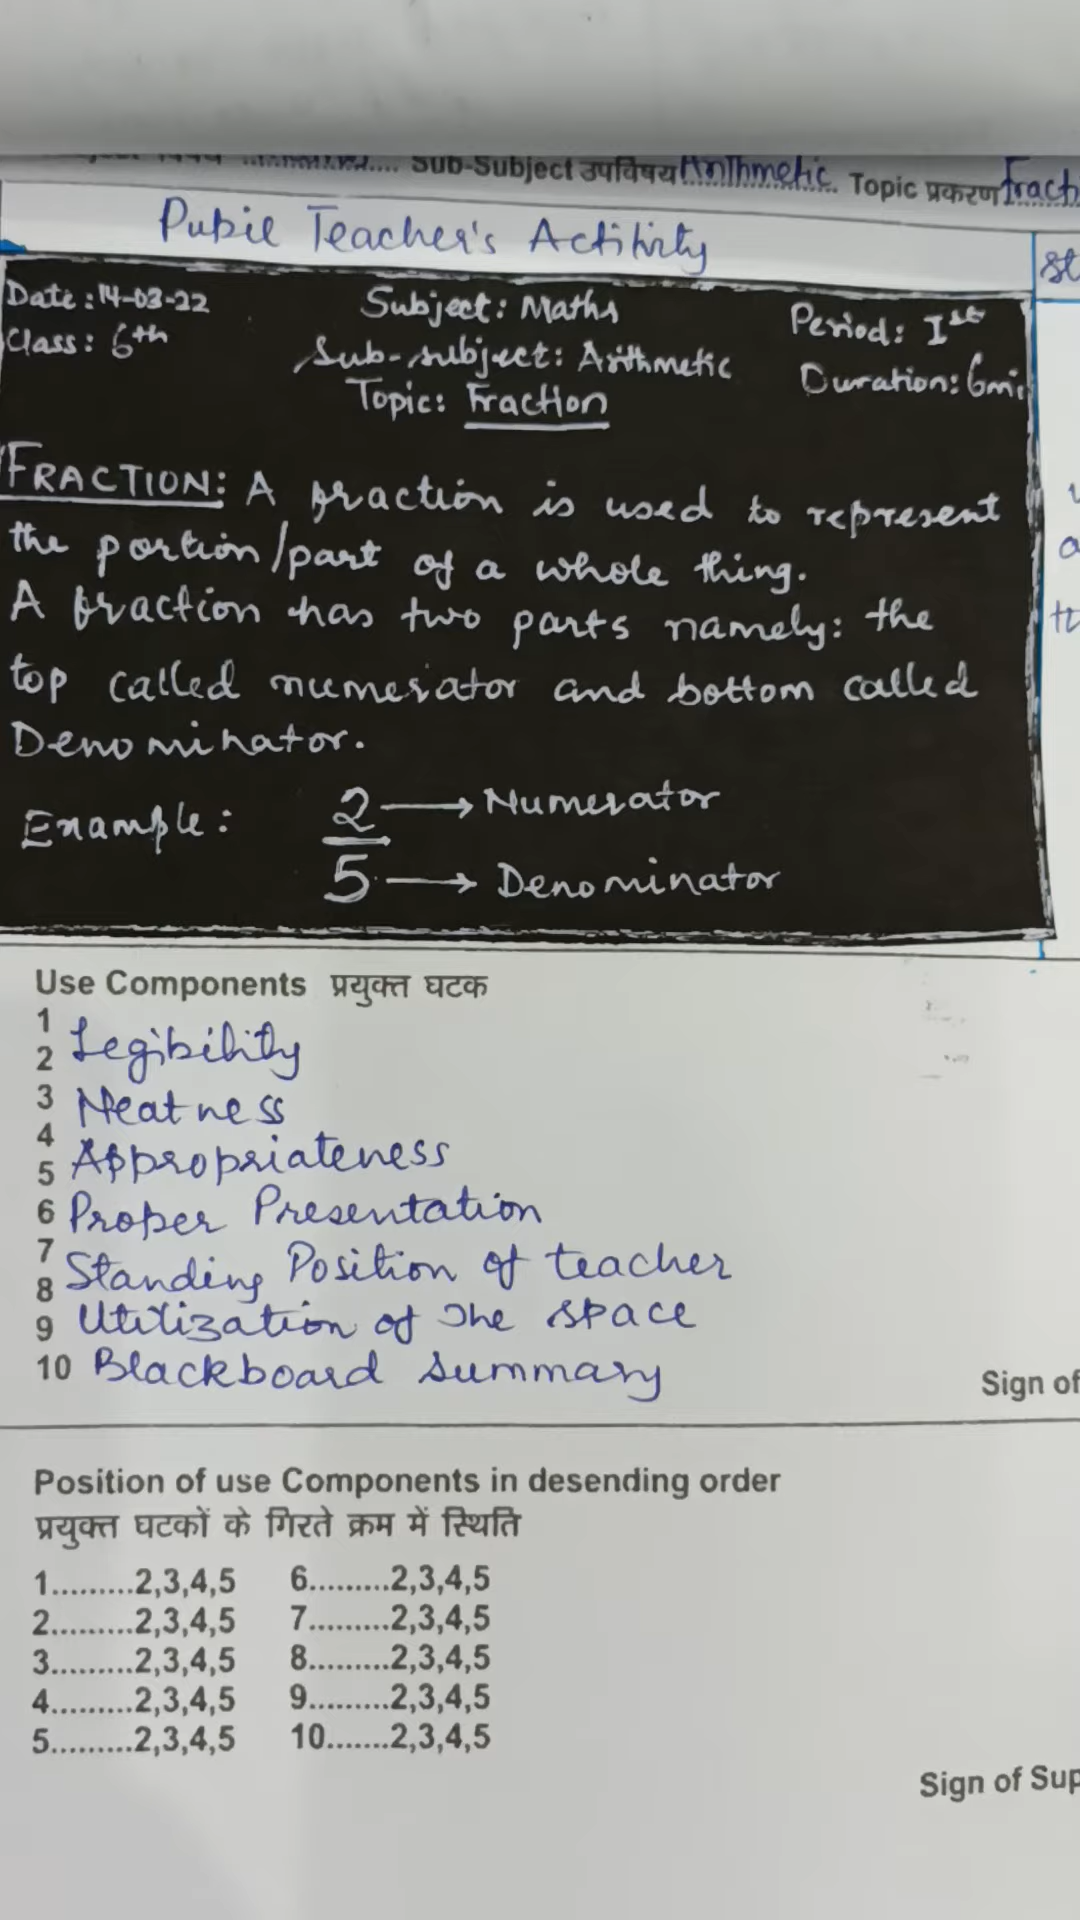 Sub-Subject उपविषय Arithmetic Topic प्रकरण Fracti
Pupil Teacher's Activity
st
Date: 14-03-22 Subject: Maths Period: Ist
Class: 6th Sub-subject: Arithmetic Duration: 6mi
Topic: Fraction
FRACTION: A fraction is used to represent
the portion/part of a whole thing.
A fraction has two parts namely: the
top called numerator and bottom called
Denominator.
Example: 2 → Numerator
5 → Denominator
Use Components प्रयुक्त घटक
1
2 Legibility
3 Neatness
4
5 Appropriateness
6 Proper Presentation
7
8 Standing Position of teacher
9 Utilization of the space
10 Blackboard summary
Sign of
Position of use Components in desending order
प्रयुक्त घटकों के गिरते क्रम में स्थिति
1.........2,3,4,5 6.........2,3,4,5
2.........2,3,4,5 7.........2,3,4,5
3.........2,3,4,5 8.........2,3,4,5
4.........2,3,4,5 9.........2,3,4,5
5.........2,3,4,5 10.......2,3,4,5
Sign of Sup